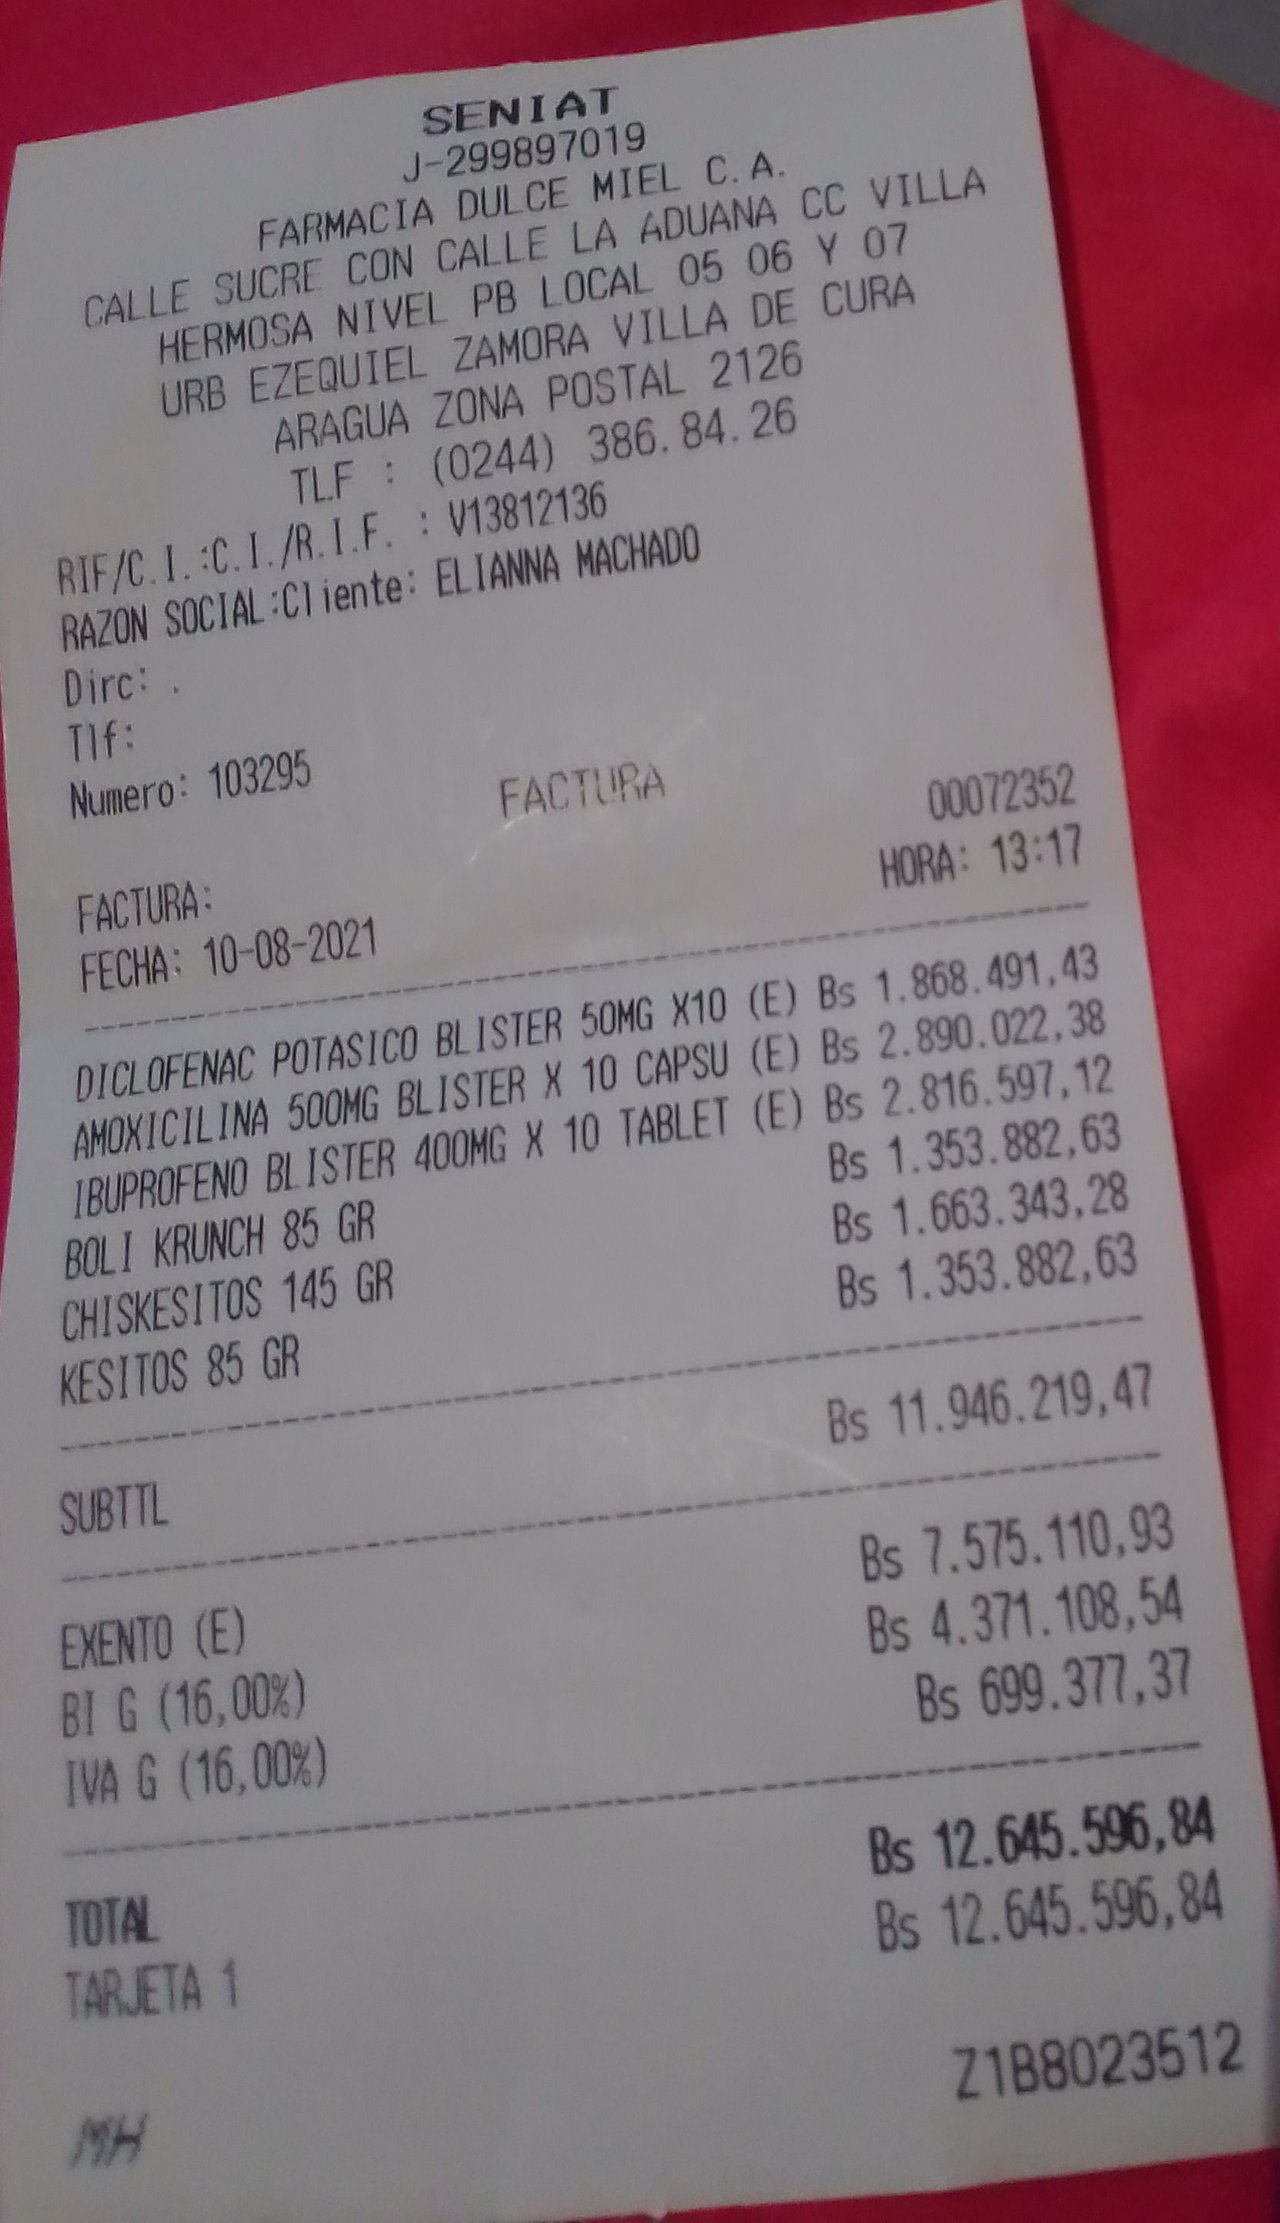 SENIAT
J-299897019
FARMACIA DULCE MIEL C.A.
CALLE SUCRE CON CALLE LA ADUANA CC VILLA
HERMOSA NIVEL PB LOCAL 05 06 Y 07
URB EZEQUIEL ZAMORA VILLA DE CURA
ARAGUA ZONA POSTAL 2126
TLF : (0244) 386.84.26
RIF/C.I.:C.I./R.I.F. : V13812136
RAZON SOCIAL:Cliente: ELIANNA MACHADO
Dirc: .
Tlf:
Numero: 103295
FACTURA
FACTURA: 00072352
FECHA: 10-08-2021 HORA: 13:17
DICLOFENAC POTASICO BLISTER 50MG X10 (E) Bs 1.868.491,43
AMOXICILINA 500MG BLISTER X 10 CAPSU (E) Bs 2.890.022,38
IBUPROFENO BLISTER 400MG X 10 TABLET (E) Bs 2.816.597,12
BOLI KRUNCH 85 GR Bs 1.353.882,63
CHISKESITOS 145 GR Bs 1.663.343,28
KESITOS 85 GR Bs 1.353.882,63
SUBTTL Bs 11.946.219,47
EXENTO (E) Bs 7.575.110,93
BI G (16,00%) Bs 4.371.108,54
IVA G (16,00%) Bs 699.377,37
TOTAL Bs 12.645.596,84
TARJETA 1 Bs 12.645.596,84
MH Z1B8023512